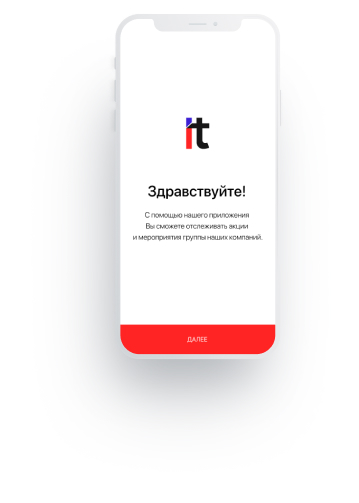 it
Здравствуйте!
С помощью нашего приложения
Вы сможете отслеживать акции
и мероприятия группы наших компаний.
ДАЛЕЕ